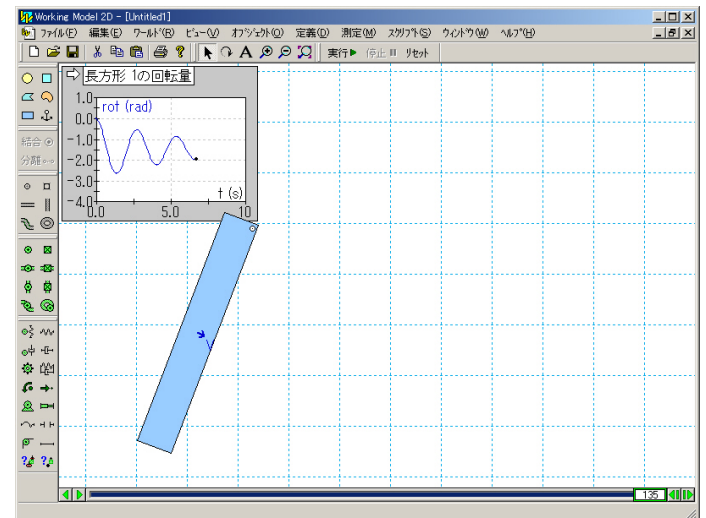 Working Model 2D - [Untitled1]
ファイル(F) 編集(E) ワールド(R) ビュー(V) オブジェクト(O) 定義(D) 測定(M) スクリプト(S) ウィンドウ(W) ヘルプ(H)
A 実行 停止 リセット
長方形 1の回転量
rot (rad)
1.0
0.0
-1.0
-2.0
-3.0
-4.0
t (s)
0.0 5.0 10
結合
分離
135